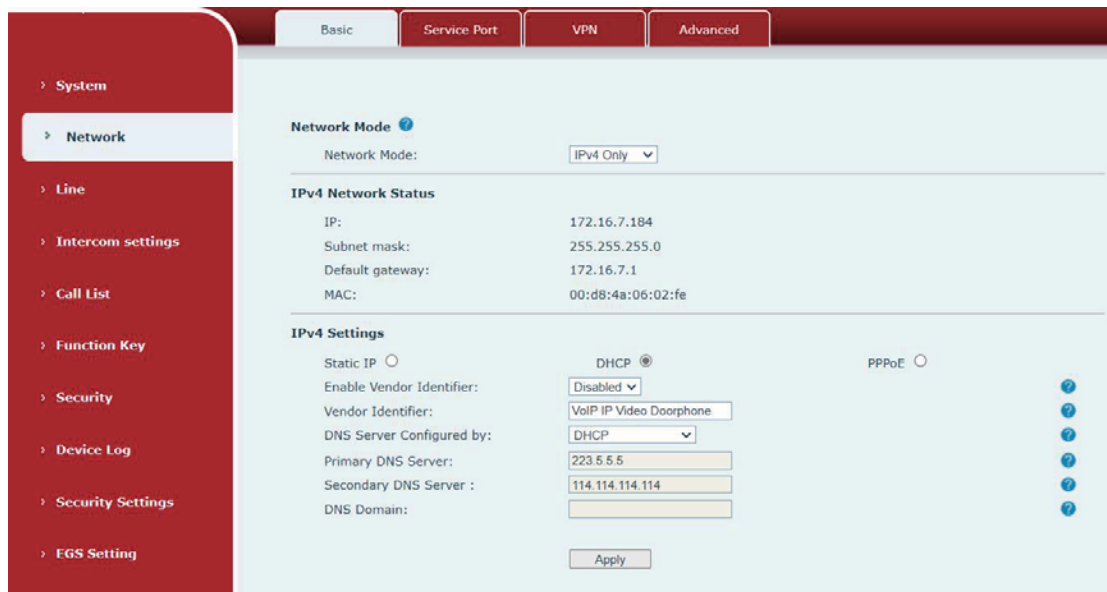 Basic
Service Port
VPN
Advanced
System
Network
Line
Intercom settings
Call List
Function Key
Security
Device Log
Security Settings
EGS Setting
Network Mode
Network Mode: IPv4 Only
IPv4 Network Status
IP: 172.16.7.184
Subnet mask: 255.255.255.0
Default gateway: 172.16.7.1
MAC: 00:d8:4a:06:02:fe
IPv4 Settings
Static IP DHCP PPPoE
Enable Vendor Identifier: Disabled
Vendor Identifier: VoIP IP Video Doorphone
DNS Server Configured by: DHCP
Primary DNS Server: 223.5.5.5
Secondary DNS Server : 114.114.114.114
DNS Domain:
Apply